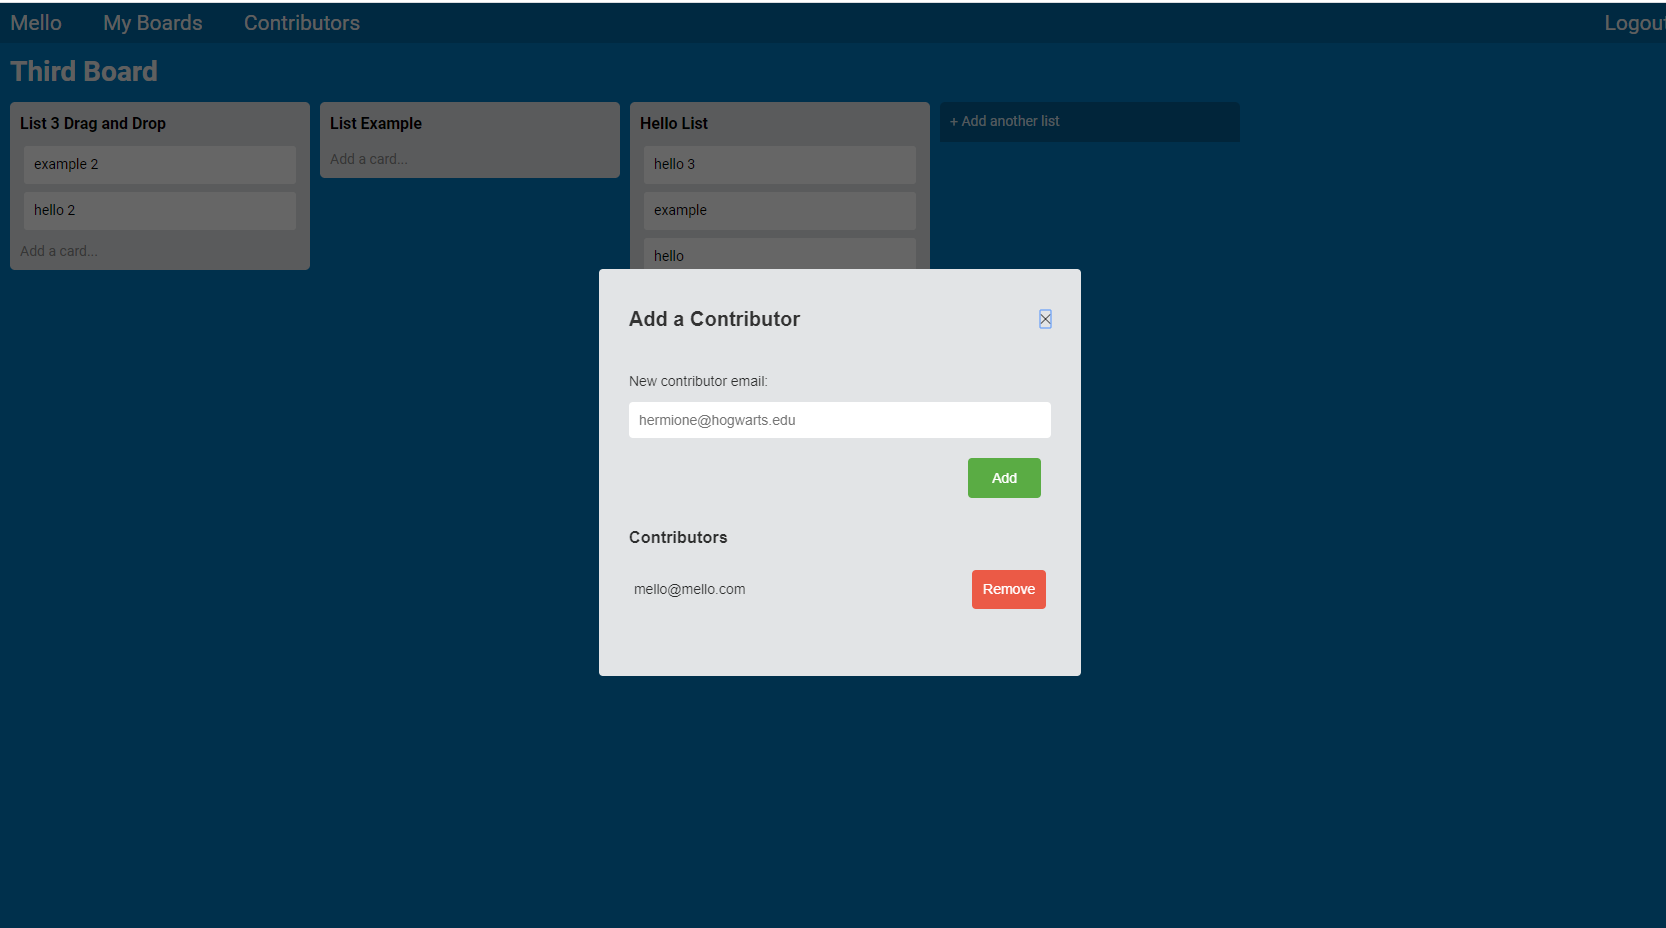 Mello My Boards Contributors Logout
Third Board
List 3 Drag and Drop
example 2
hello 2
Add a card...
List Example
Add a card...
Hello List
hello 3
example
hello
+ Add another list
Add a Contributor
New contributor email:
hermione@hogwarts.edu
Add
Contributors
mello@mello.com
Remove